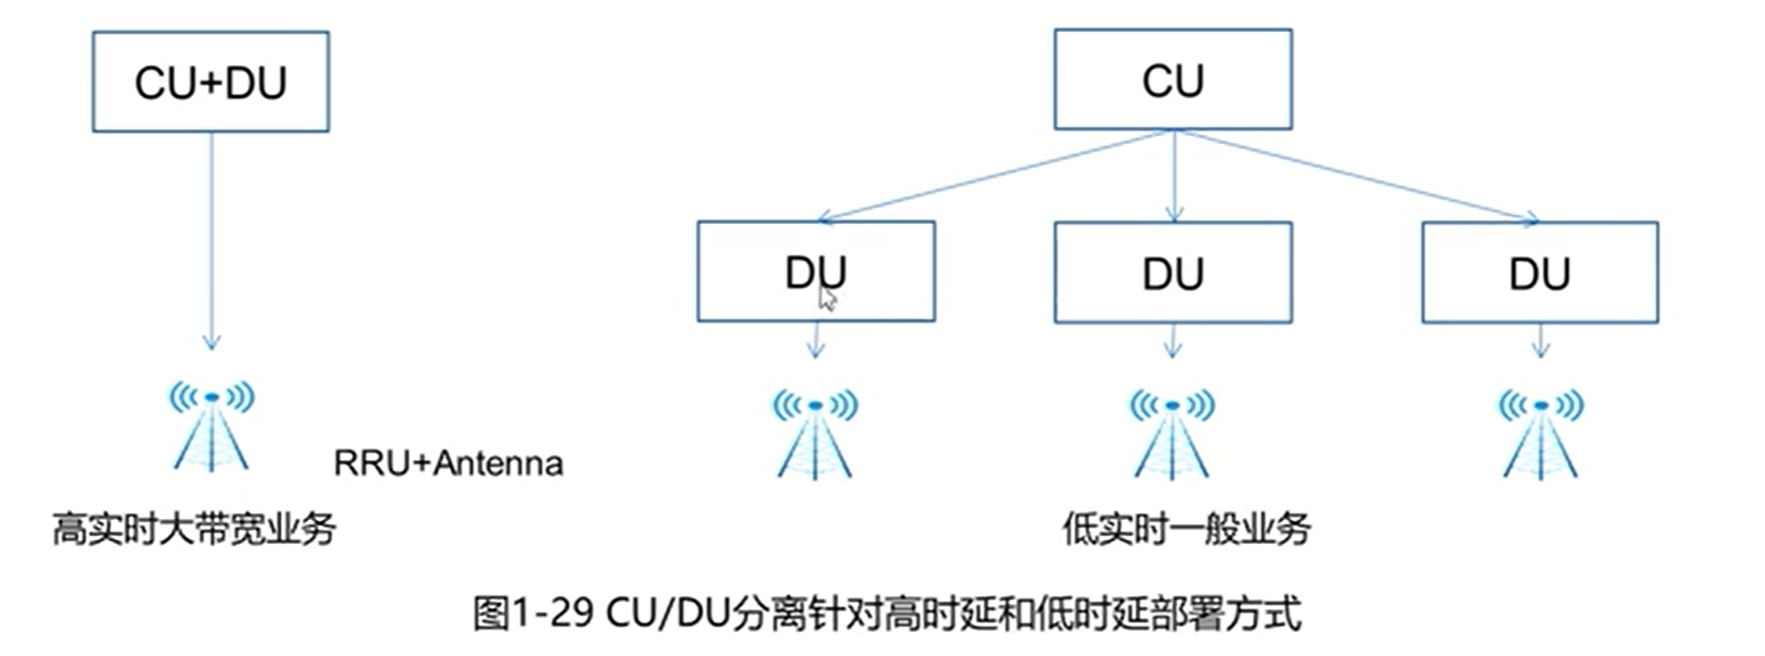 CU+DU
CU
DU
DU
DU
RRU+Antenna
高实时大带宽业务
低实时一般业务
图1-29 CU/DU分离针对高时延和低时延部署方式